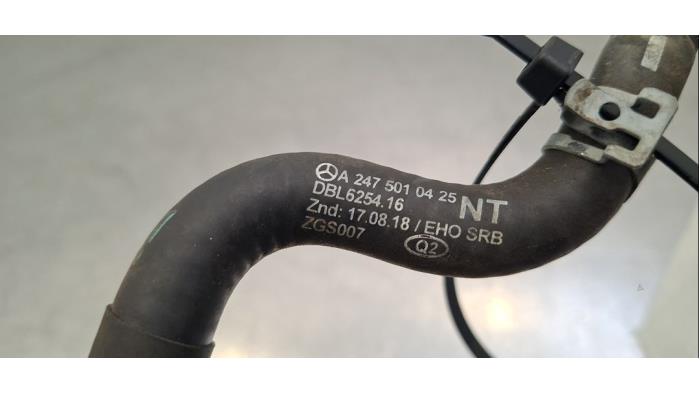 A 247 501 04 25
DBL6254.16 NT
Znd: 17.08.18 / EHO SRB
ZGS007 Q2